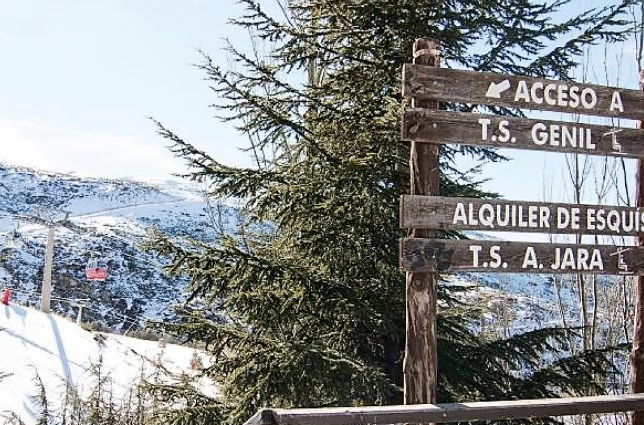 ACCESO A
T.S. GENIL
ALQUILER DE ESQUIS
T.S. A. JARA